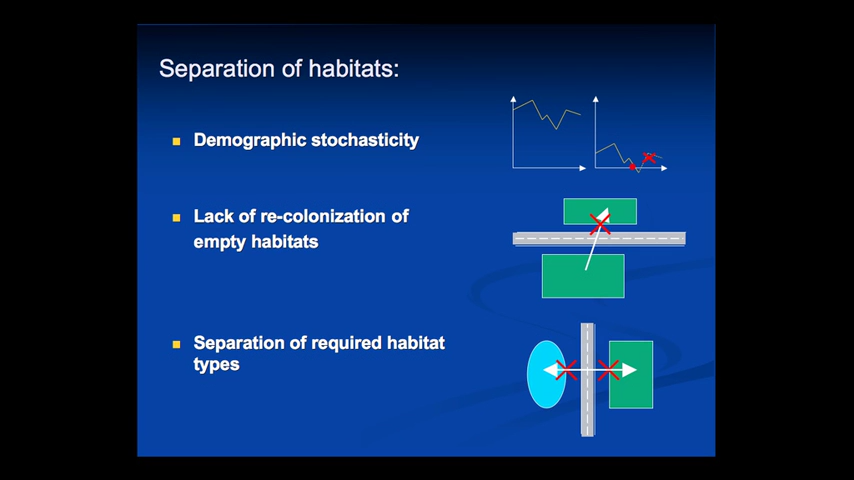 Separation of habitats:
Demographic stochasticity
Lack of re-colonization of
empty habitats
Separation of required habitat
types